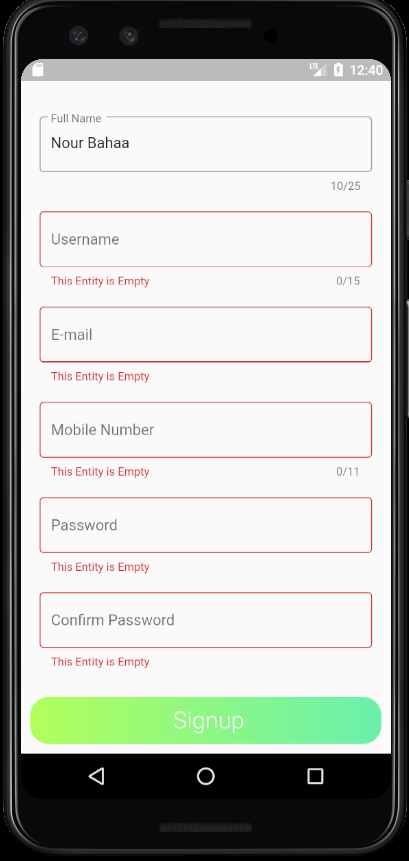 LTE 12:40
Full Name
Nour Bahaa
10/25
Username
This Entity is Empty 0/15
E-mail
This Entity is Empty
Mobile Number
This Entity is Empty 0/11
Password
This Entity is Empty
Confirm Password
This Entity is Empty
Signup